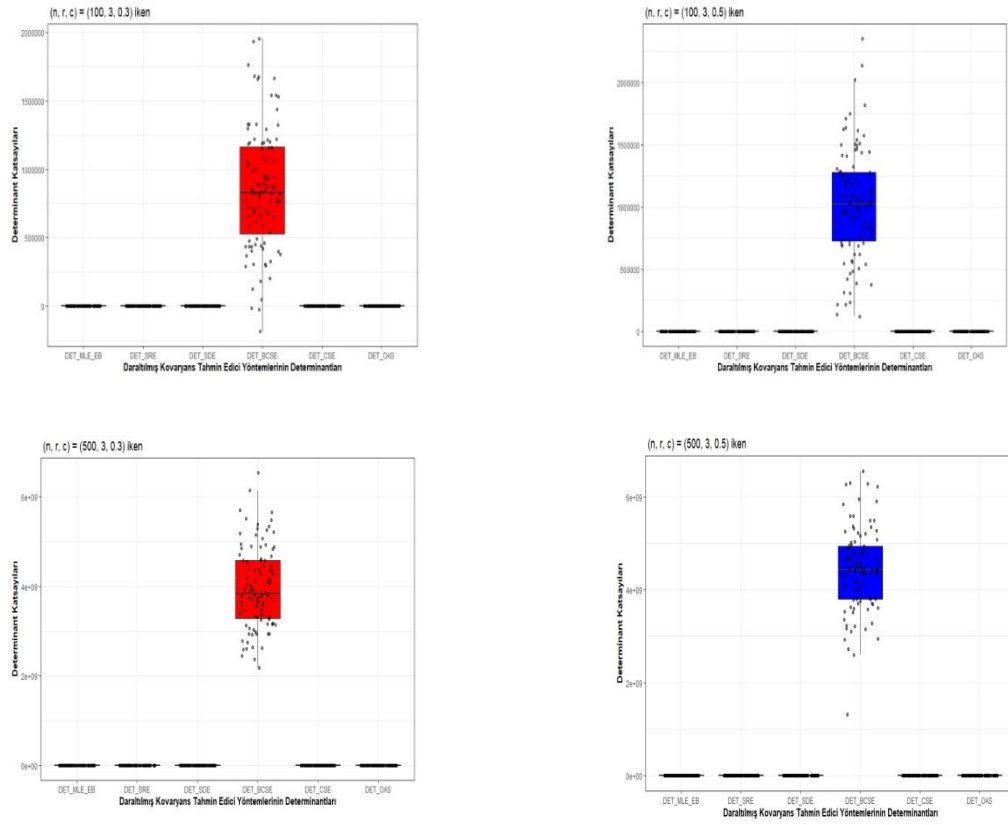 (n, r, c) = (100, 3, 0.3) iken
Determinant Katsayıları
2000000
1500000
1000000
500000
0
DET_MLE_EB DET_SRE DET_SDE DET_BCSE DET_CSE DET_OAS
Daraltılmış Kovaryans Tahmin Edici Yöntemlerinin Determinantları
(n, r, c) = (100, 3, 0.5) iken
Determinant Katsayıları
2000000
1500000
1000000
500000
0
DET_MLE_EB DET_SRE DET_SDE DET_BCSE DET_CSE DET_OAS
Daraltılmış Kovaryans Tahmin Edici Yöntemlerinin Determinantları
(n, r, c) = (500, 3, 0.3) iken
Determinant Katsayıları
6e+09
4e+09
2e+09
0e+00
DET_MLE_EB DET_SRE DET_SDE DET_BCSE DET_CSE DET_OAS
Daraltılmış Kovaryans Tahmin Edici Yöntemlerinin Determinantları
(n, r, c) = (500, 3, 0.5) iken
Determinant Katsayıları
6e+09
4e+09
2e+09
0e+00
DET_MLE_EB DET_SRE DET_SDE DET_BCSE DET_CSE DET_OAS
Daraltılmış Kovaryans Tahmin Edici Yöntemlerinin Determinantları